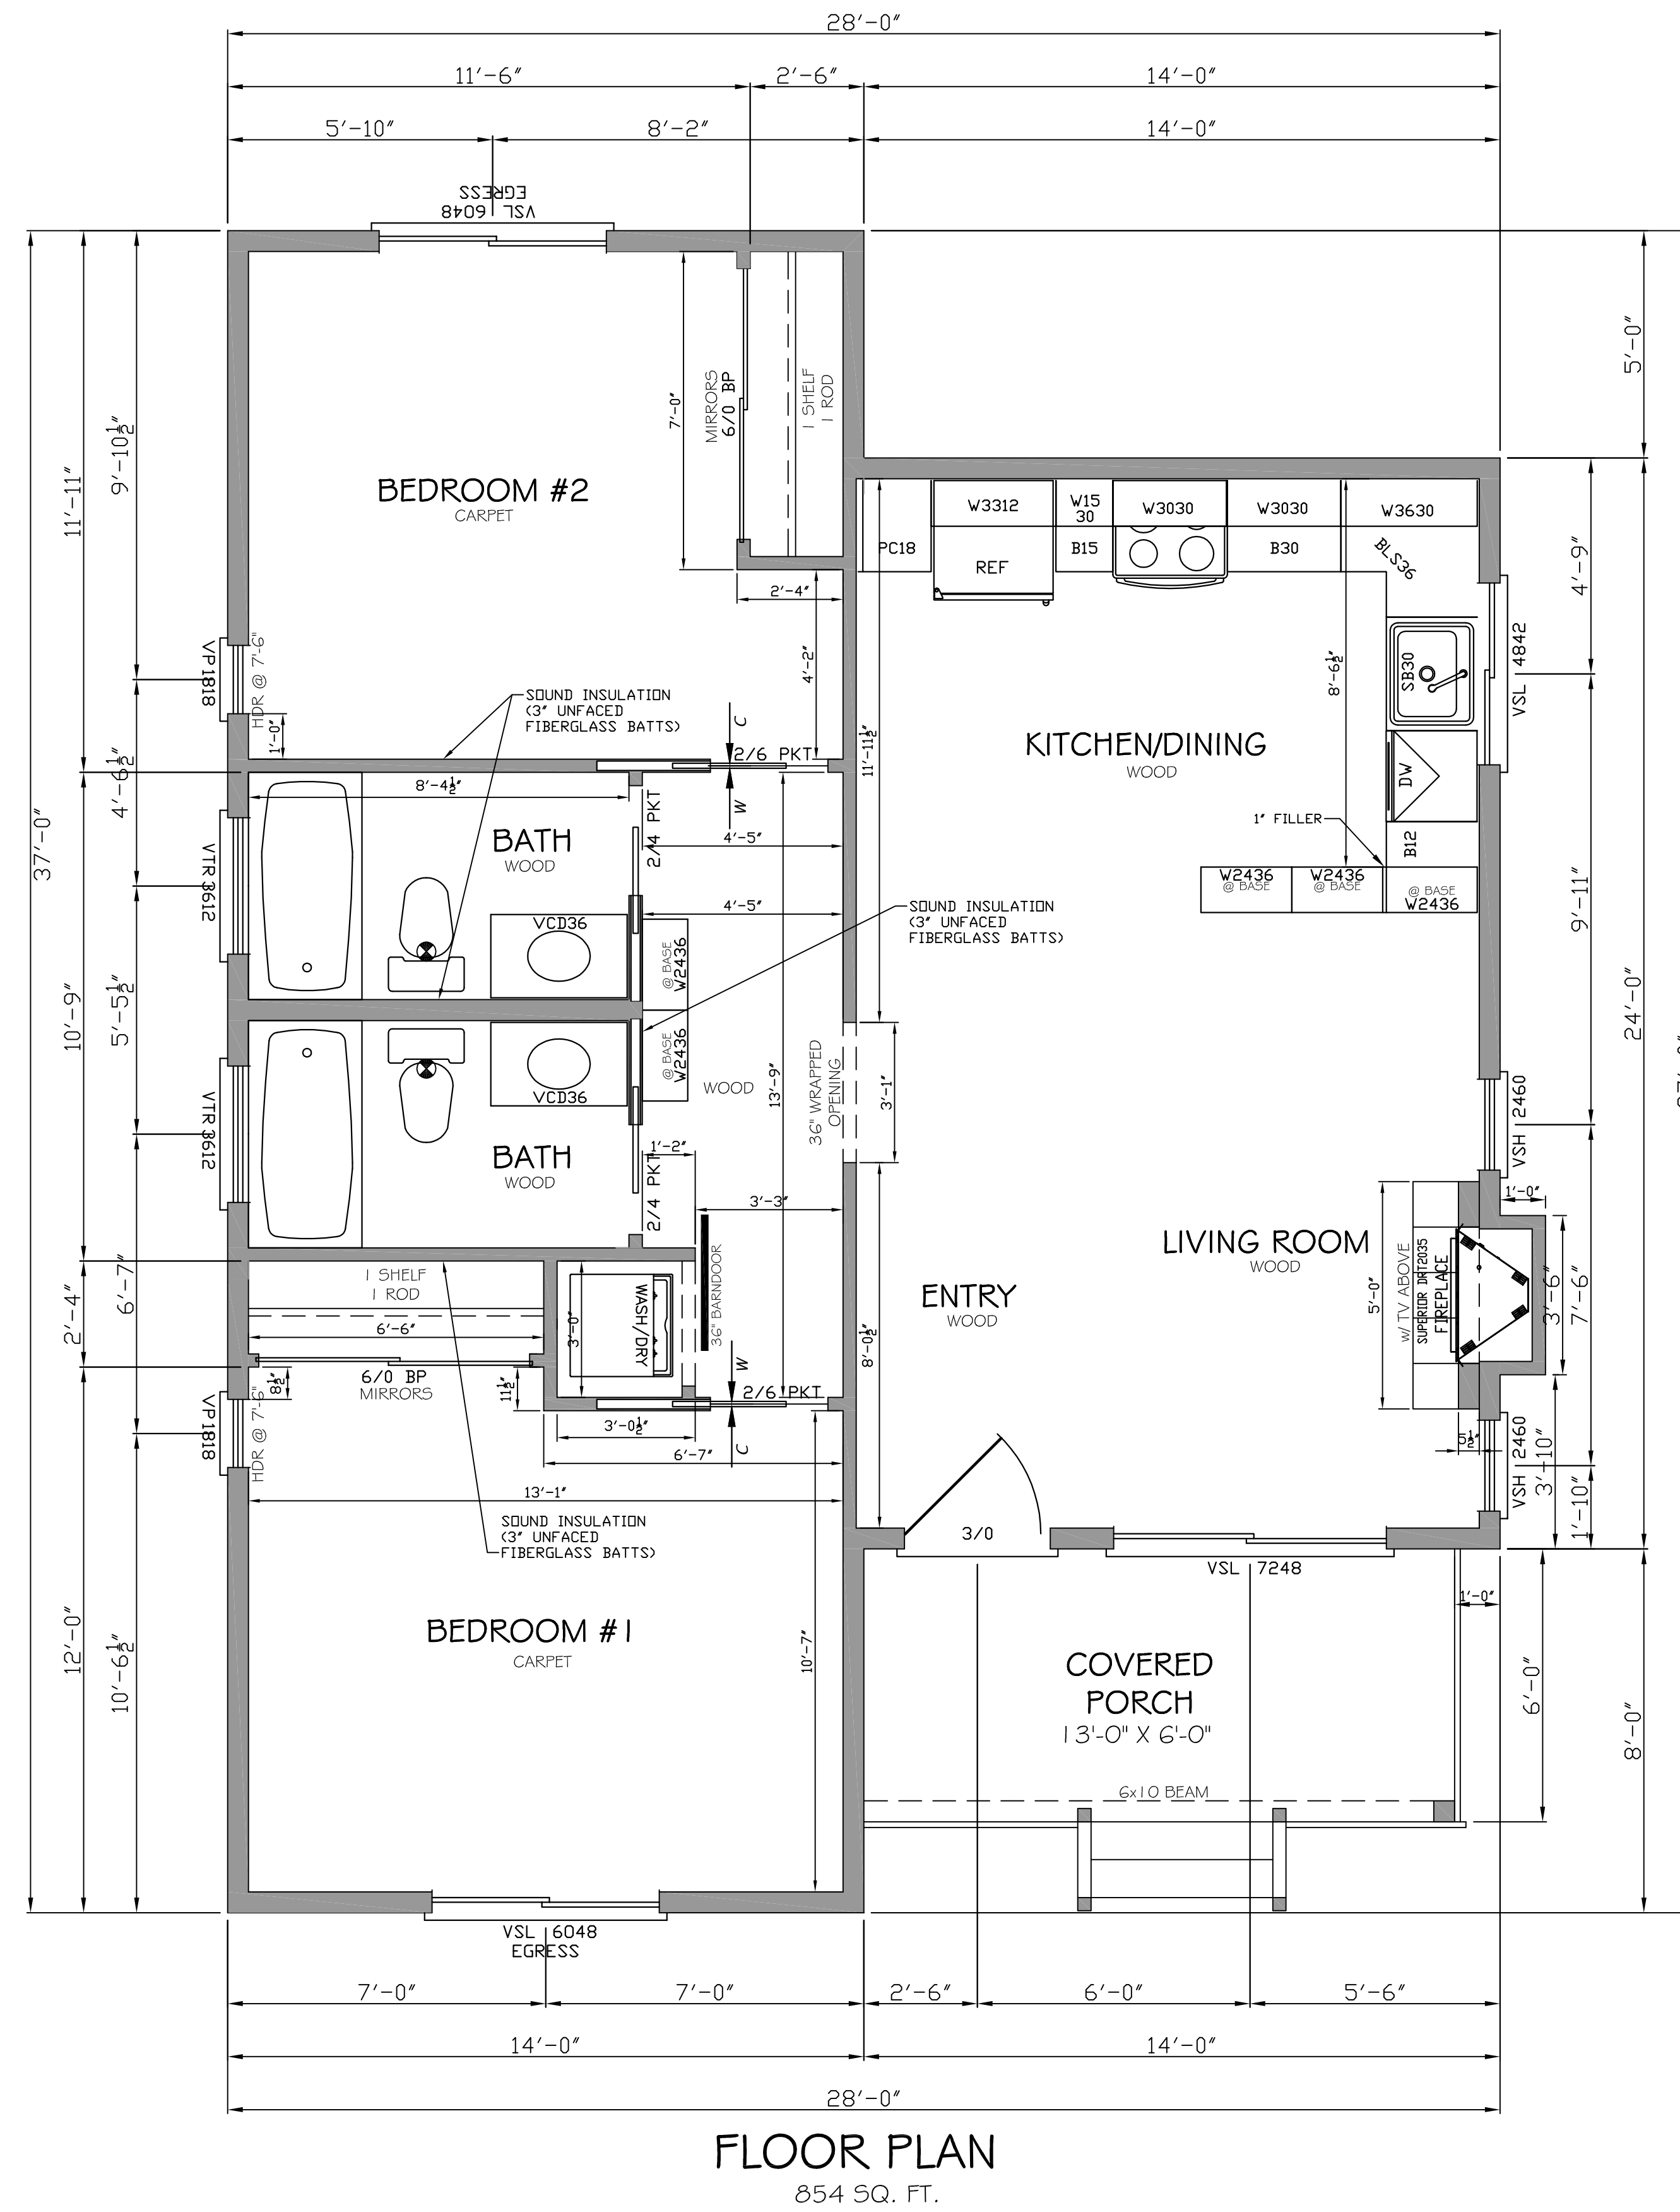 28'-0"
11'-6"
2'-6"
14'-0"
5'-10"
8'-2"
14'-0"
VSL 6048
EGRESS
37'-0"
11'-11"
10'-9"
2'-4"
12'-0"
9'-10½"
4'-6½"
5'-5½"
6'-7"
10'-6½"
VP1818
HDR @ 7'-6"
1'-0"
VTR 3612
VTR 3612
VP1818
HDR @ 7'-6"
BEDROOM #2
CARPET
7'-0"
MIRRORS
6/0 BP
1 SHELF
1 ROD
2'-4"
4'-2"
SOUND INSULATION
(3" UNFACED
FIBERGLASS BATTS)
C
2/6 PKT
W
8'-4½"
BATH
WOOD
2/4 PKT
4'-5"
4'-5"
VCD36
@ BASE
W2436
SOUND INSULATION
(3" UNFACED
FIBERGLASS BATTS)
VCD36
@ BASE
W2436
WOOD
13'-9"
36" WRAPPED
OPENING
3'-1"
BATH
WOOD
2/4 PKT
1'-2"
3'-3"
1 SHELF
1 ROD
6'-6"
6/0 BP
MIRRORS
8½"
11½"
3'-0"
WASH/DRY
36" BARNDOOR
W
2/6 PKT
C
3'-0½"
6'-7"
13'-1"
SOUND INSULATION
(3" UNFACED
FIBERGLASS BATTS)
BEDROOM #1
CARPET
10'-7"
VSL 6048
EGRESS
PC18
W3312
REF
W15
30
B15
W3030
W3030
B30
W3630
BLS36
SB30
DW
B12
8'-6½"
11'-11½"
KITCHEN/DINING
WOOD
1" FILLER
W2436
@ BASE
W2436
@ BASE
@ BASE
W2436
LIVING ROOM
WOOD
ENTRY
WOOD
8'-0½"
5'-0"
w/ TV ABOVE
SUPERIOR DRT2035
FIREPLACE
5½"
3/0
VSL 7248
COVERED
PORCH
13'-0" X 6'-0"
6x10 BEAM
1'-0"
6'-0"
8'-0"
VSL 4842
VSH 2460
VSH 2460
1'-0"
3'-6"
3'-10"
4'-9"
9'-11"
7'-6"
1'-10"
5'-0"
24'-0"
7'-0"
7'-0"
2'-6"
6'-0"
5'-6"
14'-0"
14'-0"
28'-0"
FLOOR PLAN
854 SQ. FT.